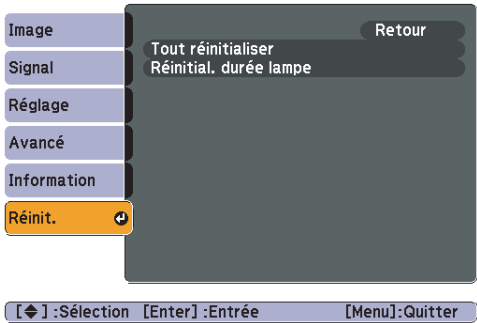 Image
Signal
Réglage
Avancé
Information
Réinit.
Retour
Tout réinitialiser
Réinitial. durée lampe
[ ] :Sélection [Enter] :Entrée [Menu]:Quitter